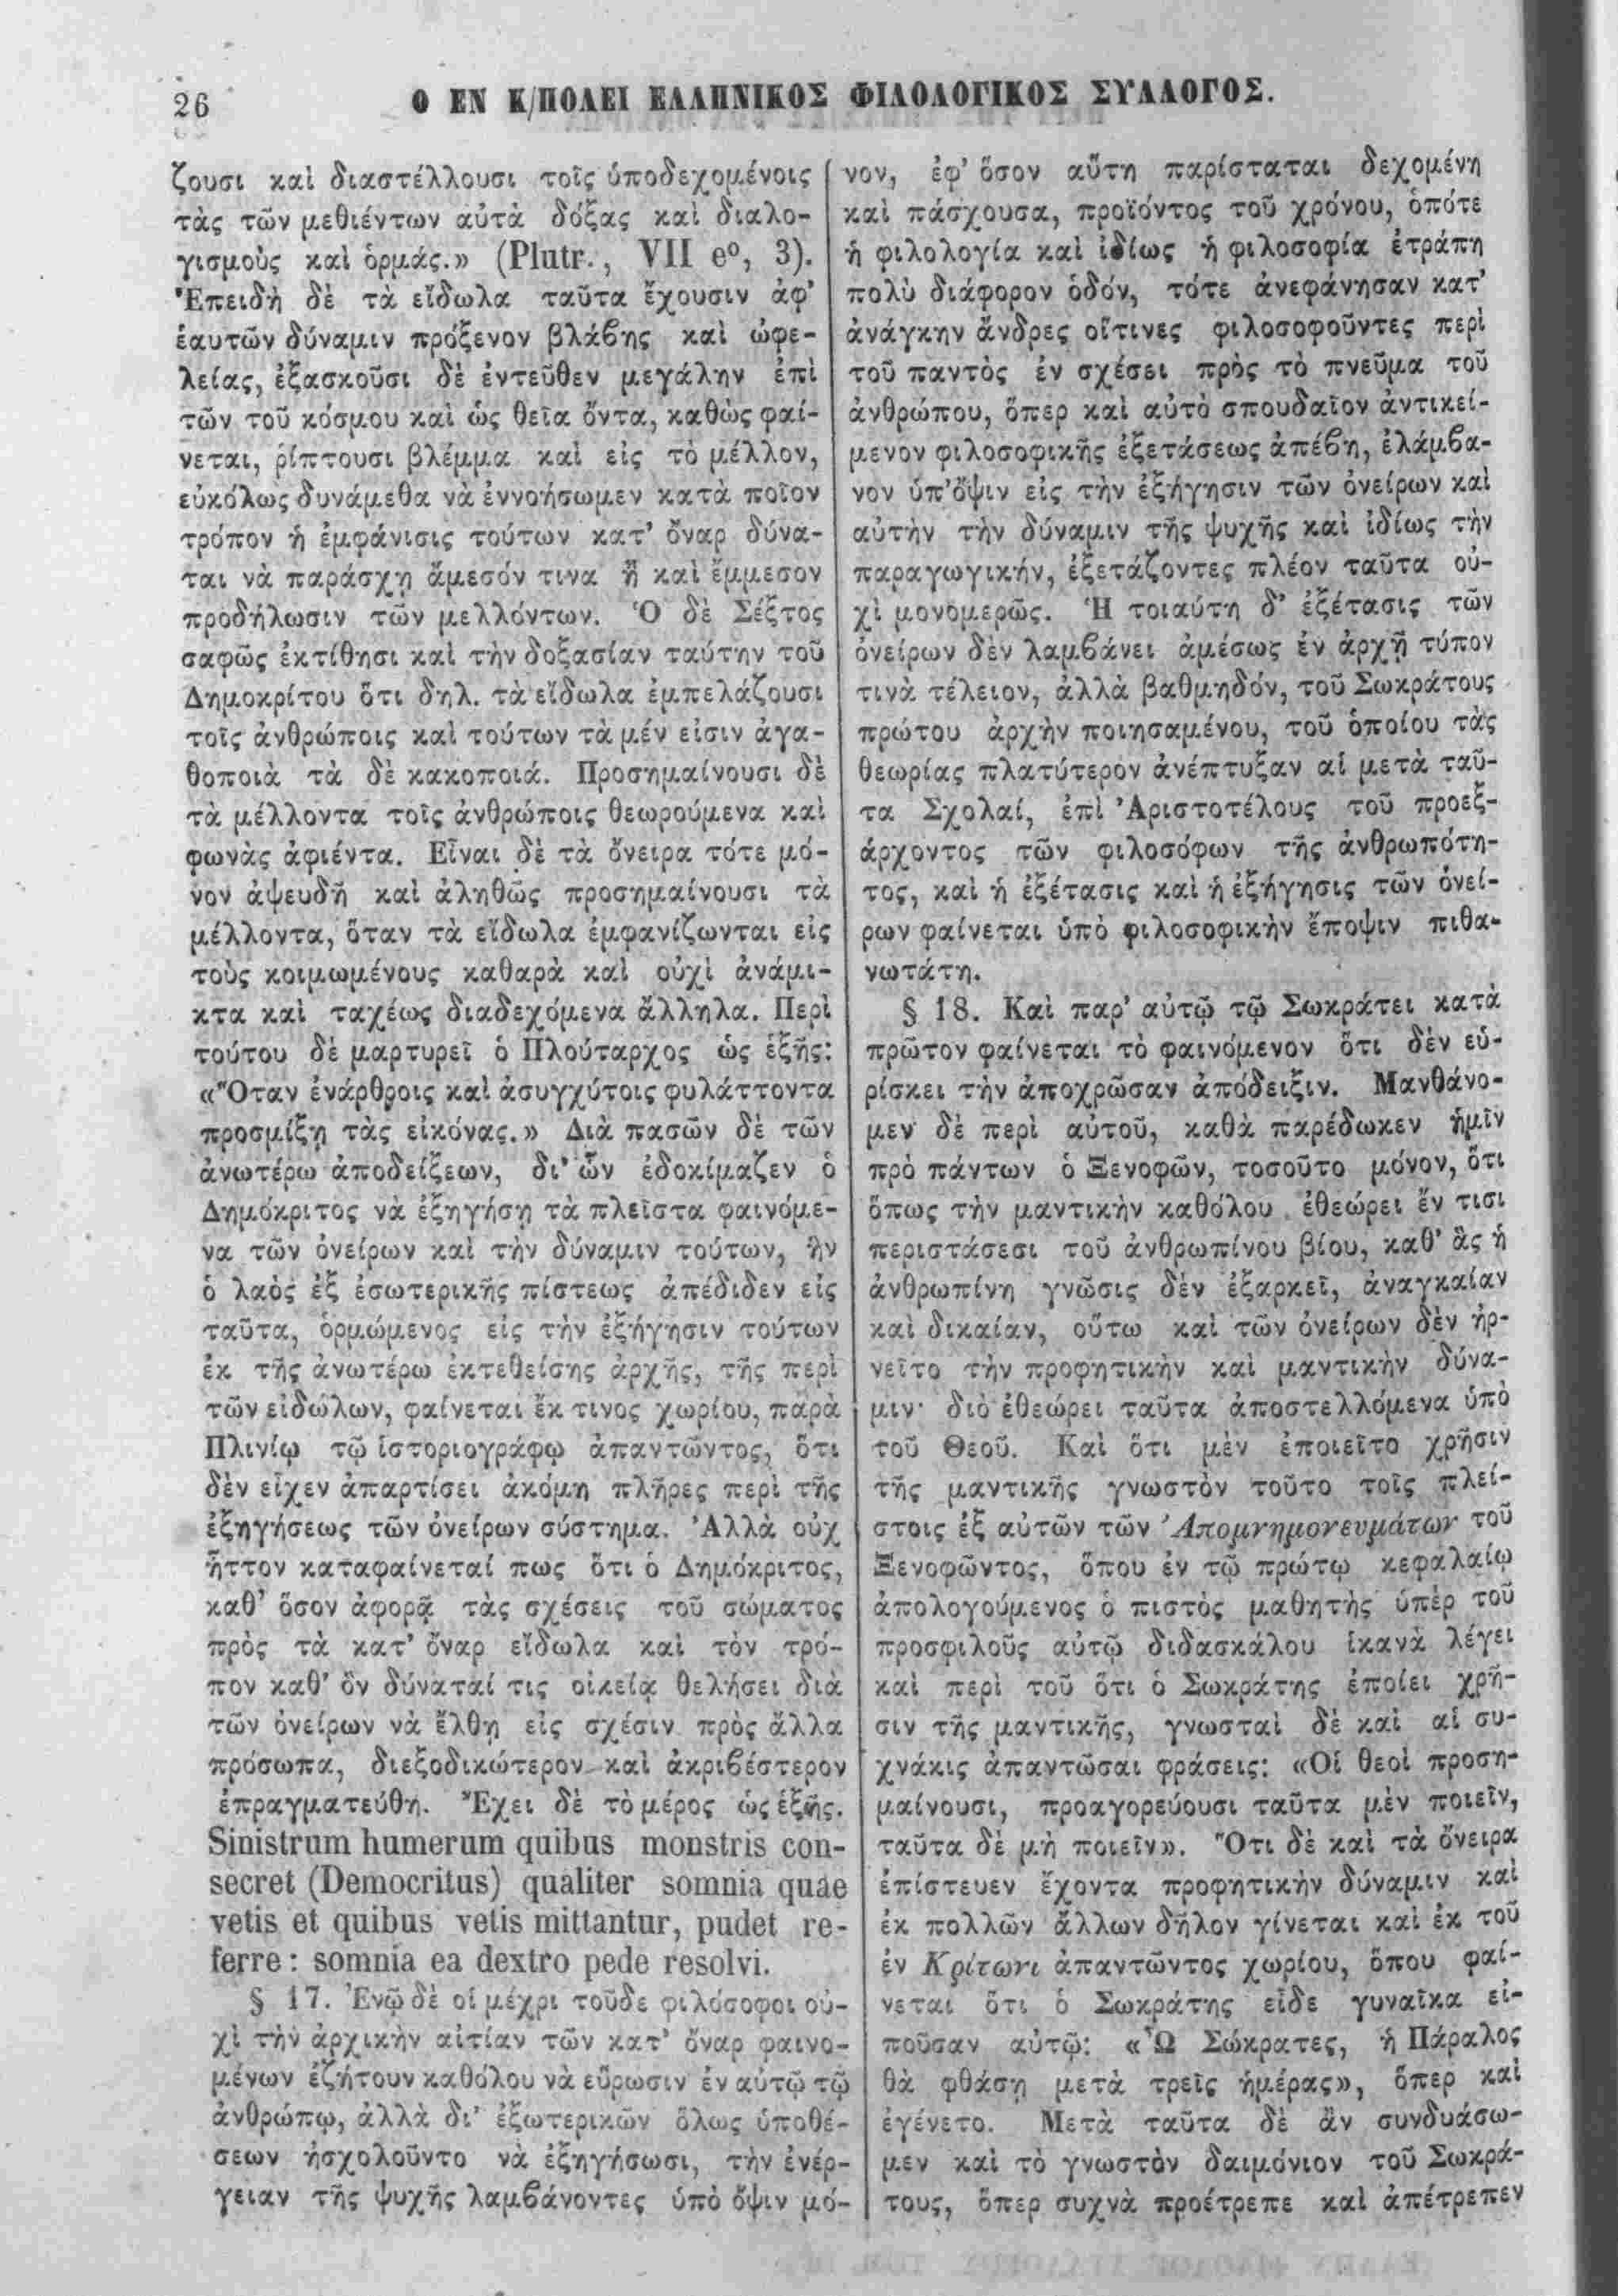 26
Ο ΕΝ Κ/ΠΟΛΕΙ ΕΛΛΗΝΙΚΟΣ ΦΙΛΟΛΟΓΙΚΟΣ ΣΥΛΛΟΓΟΣ.
ζουσι καὶ διαστέλλουσι τοῖς ὑποδεχομένοις
τὰς τῶν μεθιέντων αὐτὰ δόξας καὶ διαλο-
γισμοὺς καὶ ὁρμάς.» (Plutr., VII e⁰, 3).
Ἐπειδὴ δὲ τὰ εἴδωλα ταῦτα ἔχουσιν ἀφ'
ἑαυτῶν δύναμιν πρόξενον βλάβης καὶ ὠφε-
λείας, ἐξασκοῦσι δὲ ἐντεῦθεν μεγάλην ἐπὶ
τῶν τοῦ κόσμου καὶ ὡς θεῖα ὄντα, καθὼς φαί-
νεται, ῥίπτουσι βλέμμα καὶ εἰς τὸ μέλλον,
εὐκόλως δυνάμεθα νὰ ἐννοήσωμεν κατὰ ποῖον
τρόπον ἡ ἐμφάνισις τούτων κατ' ὄναρ δύνα-
ται νὰ παράσχῃ ἄμεσόν τινα ἢ καὶ ἔμμεσον
προδήλωσιν τῶν μελλόντων. Ὁ δὲ Σέξτος
σαφῶς ἐκτίθησι καὶ τὴν δοξασίαν ταύτην τοῦ
Δημοκρίτου ὅτι δηλ. τὰ εἴδωλα ἐμπελάζουσι
τοῖς ἀνθρώποις καὶ τούτων τὰ μέν εἰσιν ἀγα-
θοποιὰ τὰ δὲ κακοποιά. Προσημαίνουσι δὲ
τὰ μέλλοντα τοῖς ἀνθρώποις θεωρούμενα καὶ
φωνὰς ἀφιέντα. Εἶναι δὲ τὰ ὄνειρα τότε μό-
νον ἀψευδῆ καὶ ἀληθῶς προσημαίνουσι τὰ
μέλλοντα, ὅταν τὰ εἴδωλα ἐμφανίζωνται εἰς
τοὺς κοιμωμένους καθαρὰ καὶ οὐχὶ ἀνάμι-
κτα καὶ ταχέως διαδεχόμενα ἄλληλα. Περὶ
τούτου δὲ μαρτυρεῖ ὁ Πλούταρχος ὡς ἑξῆς:
«Ὅταν ἐνάρθροις καὶ ἀσυγχύτοις φυλάττοντα
προσμίξῃ τὰς εἰκόνας.» Διὰ πασῶν δὲ τῶν
ἀνωτέρω ἀποδείξεων, δι' ὧν ἐδοκίμαζεν ὁ
Δημόκριτος νὰ ἐξηγήσῃ τὰ πλεῖστα φαινόμε-
να τῶν ὀνείρων καὶ τὴν δύναμιν τούτων, ἣν
ὁ λαὸς ἐξ ἐσωτερικῆς πίστεως ἀπέδιδεν εἰς
ταῦτα, ὁρμώμενος εἰς τὴν ἐξήγησιν τούτων
ἐκ τῆς ἀνωτέρω ἐκτεθείσης ἀρχῆς, τῆς περὶ
τῶν εἰδώλων, φαίνεται ἔκ τινος χωρίου, παρὰ
Πλινίῳ τῷ ἱστοριογράφῳ ἀπαντῶντος, ὅτι
δὲν εἶχεν ἀπαρτίσει ἀκόμη πλῆρες περὶ τῆς
ἐξηγήσεως τῶν ὀνείρων σύστημα. Ἀλλὰ οὐχ
ἧττον καταφαίνεταί πως ὅτι ὁ Δημόκριτος,
καθ' ὅσον ἀφορᾷ τὰς σχέσεις τοῦ σώματος
πρὸς τὰ κατ' ὄναρ εἴδωλα καὶ τὸν τρό-
πον καθ' ὃν δύναταί τις οἰκείᾳ θελήσει διὰ
τῶν ὀνείρων νὰ ἔλθῃ εἰς σχέσιν πρὸς ἄλλα
πρόσωπα, διεξοδικώτερον καὶ ἀκριβέστερον
ἐπραγματεύθη. Ἔχει δὲ τὸ μέρος ὡς ἑξῆς.
Sinistrum humerum quibus monstris con-
secret (Democritus) qualiter somnia quae
vetis et quibus vetis mittantur, pudet re-
ferre: somnia ea dextro pede resolvi.
§ 17. Ἐνῷ δὲ οἱ μέχρι τοῦδε φιλόσοφοι οὐ-
χὶ τὴν ἀρχικὴν αἰτίαν τῶν κατ' ὄναρ φαινο-
μένων ἐζήτουν καθόλου νὰ εὕρωσιν ἐν αὐτῷ τῷ
ἀνθρώπῳ, ἀλλὰ δι' ἐξωτερικῶν ὅλως ὑποθέ-
σεων ἠσχολοῦντο νὰ ἐξηγήσωσι, τὴν ἐνέρ-
γειαν τῆς ψυχῆς λαμβάνοντες ὑπὸ ὄψιν μό-
νον, ἐφ' ὅσον αὕτη παρίσταται δεχομένη
καὶ πάσχουσα, προϊόντος τοῦ χρόνου, ὁπότε
ἡ φιλολογία καὶ ἰδίως ἡ φιλοσοφία ἐτράπη
πολὺ διάφορον ὁδόν, τότε ἀνεφάνησαν κατ'
ἀνάγκην ἄνδρες οἵτινες φιλοσοφοῦντες περὶ
τοῦ παντὸς ἐν σχέσει πρὸς τὸ πνεῦμα τοῦ
ἀνθρώπου, ὅπερ καὶ αὐτὸ σπουδαῖον ἀντικεί-
μενον φιλοσοφικῆς ἐξετάσεως ἀπέβη, ἐλάμβα-
νον ὑπ' ὄψιν εἰς τὴν ἐξήγησιν τῶν ὀνείρων καὶ
αὐτὴν τὴν δύναμιν τῆς ψυχῆς καὶ ἰδίως τὴν
παραγωγικήν, ἐξετάζοντες πλέον ταῦτα οὐ-
χὶ μονομερῶς. Ἡ τοιαύτη δ' ἐξέτασις τῶν
ὀνείρων δὲν λαμβάνει ἀμέσως ἐν ἀρχῇ τύπον
τινὰ τέλειον, ἀλλὰ βαθμηδόν, τοῦ Σωκράτους
πρώτου ἀρχὴν ποιησαμένου, τοῦ ὁποίου τὰς
θεωρίας πλατύτερον ἀνέπτυξαν αἱ μετὰ ταῦ-
τα Σχολαί, ἐπὶ Ἀριστοτέλους τοῦ προεξ-
άρχοντος τῶν φιλοσόφων τῆς ἀνθρωπότη-
τος, καὶ ἡ ἐξέτασις καὶ ἡ ἐξήγησις τῶν ὀνεί-
ρων φαίνεται ὑπὸ φιλοσοφικὴν ἔποψιν πιθα-
νωτάτη.
§ 18. Καὶ παρ' αὐτῷ τῷ Σωκράτει κατὰ
πρῶτον φαίνεται τὸ φαινόμενον ὅτι δὲν εὑ-
ρίσκει τὴν ἀποχρῶσαν ἀπόδειξιν. Μανθάνο-
μεν δὲ περὶ αὐτοῦ, καθὰ παρέδωκεν ἡμῖν
πρὸ πάντων ὁ Ξενοφῶν, τοσοῦτο μόνον, ὅτι
ὅπως τὴν μαντικὴν καθόλου ἐθεώρει ἔν τισι
περιστάσεσι τοῦ ἀνθρωπίνου βίου, καθ' ἃς ἡ
ἀνθρωπίνη γνῶσις δὲν ἐξαρκεῖ, ἀναγκαίαν
καὶ δικαίαν, οὕτω καὶ τῶν ὀνείρων δὲν ἠρ-
νεῖτο τὴν προφητικὴν καὶ μαντικὴν δύνα-
μιν· διὸ ἐθεώρει ταῦτα ἀποστελλόμενα ὑπὸ
τοῦ Θεοῦ. Καὶ ὅτι μὲν ἐποιεῖτο χρῆσιν
τῆς μαντικῆς γνωστὸν τοῦτο τοῖς πλεί-
στοις ἐξ αὐτῶν τῶν Ἀπομνημονευμάτων τοῦ
Ξενοφῶντος, ὅπου ἐν τῷ πρώτῳ κεφαλαίῳ
ἀπολογούμενος ὁ πιστὸς μαθητὴς ὑπὲρ τοῦ
προσφιλοῦς αὐτῷ διδασκάλου ἱκανὰ λέγει
καὶ περὶ τοῦ ὅτι ὁ Σωκράτης ἐποίει χρῆ-
σιν τῆς μαντικῆς, γνωσταὶ δὲ καὶ αἱ συ-
χνάκις ἀπαντῶσαι φράσεις: «Οἱ θεοὶ προση-
μαίνουσι, προαγορεύουσι ταῦτα μὲν ποιεῖν,
ταῦτα δὲ μὴ ποιεῖν». Ὅτι δὲ καὶ τὰ ὄνειρα
ἐπίστευεν ἔχοντα προφητικὴν δύναμιν καὶ
ἐκ πολλῶν ἄλλων δῆλον γίνεται καὶ ἐκ τοῦ
ἐν Κρίτωνι ἀπαντῶντος χωρίου, ὅπου φαί-
νεται ὅτι ὁ Σωκράτης εἶδε γυναῖκα εἰ-
ποῦσαν αὐτῷ: «Ὦ Σώκρατες, ἡ Πάραλος
θὰ φθάσῃ μετὰ τρεῖς ἡμέρας», ὅπερ καὶ
ἐγένετο. Μετὰ ταῦτα δὲ ἂν συνδυάσω-
μεν καὶ τὸ γνωστὸν δαιμόνιον τοῦ Σωκρά-
τους, ὅπερ συχνὰ προέτρεπε καὶ ἀπέτρεπεν